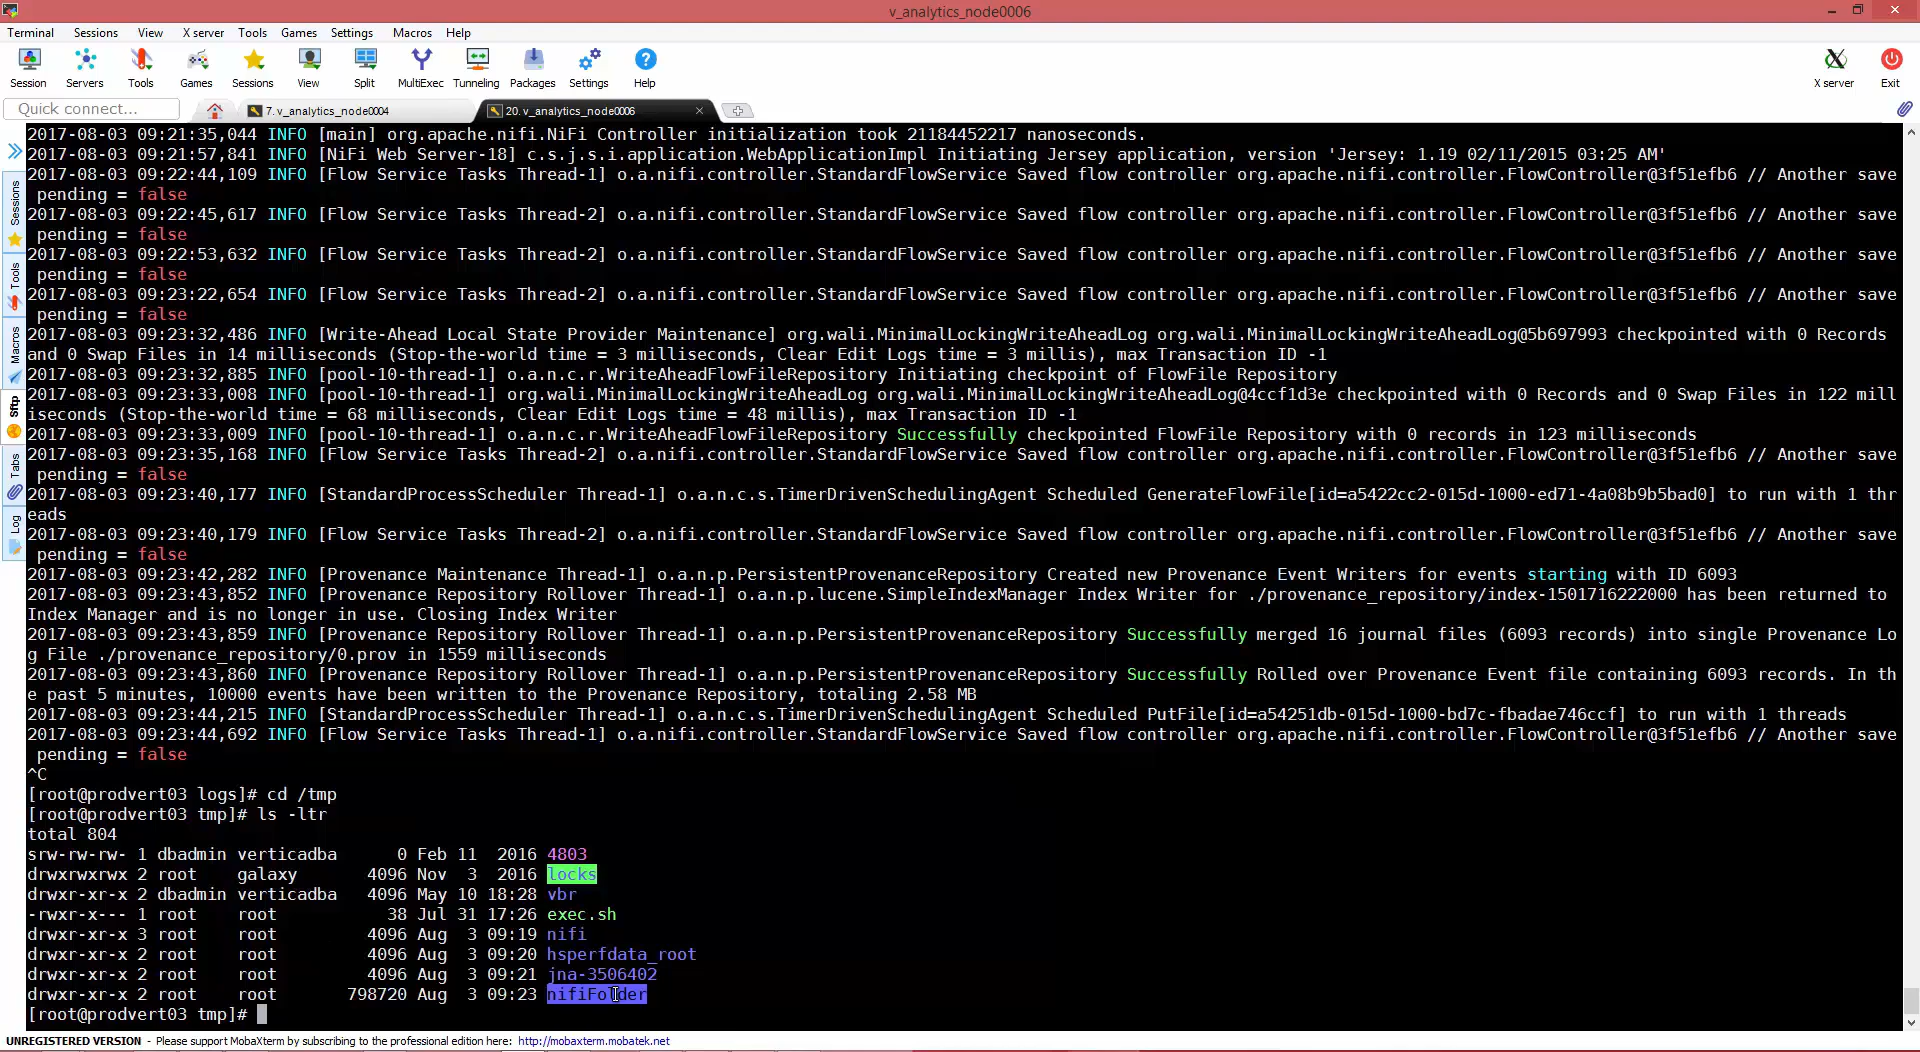 v_analytics_node0006
Terminal Sessions View X server Tools Games Settings Macros Help
Session Servers Tools Games Sessions View Split MultiExec Tunneling Packages Settings Help X server Exit
Quick connect... 7. v_analytics_node0004 20. v_analytics_node0006
Sessions
Tools
Macros
Sftp
Tabs
Log
2017-08-03 09:21:35,044 INFO [main] org.apache.nifi.NiFi Controller initialization took 21184452217 nanoseconds.
2017-08-03 09:21:57,841 INFO [NiFi Web Server-18] c.s.j.s.i.application.WebApplicationImpl Initiating Jersey application, version 'Jersey: 1.19 02/11/2015 03:25 AM'
2017-08-03 09:22:44,109 INFO [Flow Service Tasks Thread-1] o.a.nifi.controller.StandardFlowService Saved flow controller org.apache.nifi.controller.FlowController@3f51efb6 // Another save
 pending = false
2017-08-03 09:22:45,617 INFO [Flow Service Tasks Thread-2] o.a.nifi.controller.StandardFlowService Saved flow controller org.apache.nifi.controller.FlowController@3f51efb6 // Another save
 pending = false
2017-08-03 09:22:53,632 INFO [Flow Service Tasks Thread-2] o.a.nifi.controller.StandardFlowService Saved flow controller org.apache.nifi.controller.FlowController@3f51efb6 // Another save
 pending = false
2017-08-03 09:23:22,654 INFO [Flow Service Tasks Thread-2] o.a.nifi.controller.StandardFlowService Saved flow controller org.apache.nifi.controller.FlowController@3f51efb6 // Another save
 pending = false
2017-08-03 09:23:32,486 INFO [Write-Ahead Local State Provider Maintenance] org.wali.MinimalLockingWriteAheadLog org.wali.MinimalLockingWriteAheadLog@5b697993 checkpointed with 0 Records
and 0 Swap Files in 14 milliseconds (Stop-the-world time = 3 milliseconds, Clear Edit Logs time = 3 millis), max Transaction ID -1
2017-08-03 09:23:32,885 INFO [pool-10-thread-1] o.a.n.c.r.WriteAheadFlowFileRepository Initiating checkpoint of FlowFile Repository
2017-08-03 09:23:33,008 INFO [pool-10-thread-1] org.wali.MinimalLockingWriteAheadLog org.wali.MinimalLockingWriteAheadLog@4ccf1d3e checkpointed with 0 Records and 0 Swap Files in 122 mill
iseconds (Stop-the-world time = 68 milliseconds, Clear Edit Logs time = 48 millis), max Transaction ID -1
2017-08-03 09:23:33,009 INFO [pool-10-thread-1] o.a.n.c.r.WriteAheadFlowFileRepository Successfully checkpointed FlowFile Repository with 0 records in 123 milliseconds
2017-08-03 09:23:35,168 INFO [Flow Service Tasks Thread-2] o.a.nifi.controller.StandardFlowService Saved flow controller org.apache.nifi.controller.FlowController@3f51efb6 // Another save
 pending = false
2017-08-03 09:23:40,177 INFO [StandardProcessScheduler Thread-1] o.a.n.c.s.TimerDrivenSchedulingAgent Scheduled GenerateFlowFile[id=a5422cc2-015d-1000-ed71-4a08b9b5bad0] to run with 1 thr
eads
2017-08-03 09:23:40,179 INFO [Flow Service Tasks Thread-2] o.a.nifi.controller.StandardFlowService Saved flow controller org.apache.nifi.controller.FlowController@3f51efb6 // Another save
 pending = false
2017-08-03 09:23:42,282 INFO [Provenance Maintenance Thread-1] o.a.n.p.PersistentProvenanceRepository Created new Provenance Event Writers for events starting with ID 6093
2017-08-03 09:23:43,852 INFO [Provenance Repository Rollover Thread-1] o.a.n.p.lucene.SimpleIndexManager Index Writer for ./provenance_repository/index-1501716222000 has been returned to
Index Manager and is no longer in use. Closing Index Writer
2017-08-03 09:23:43,859 INFO [Provenance Repository Rollover Thread-1] o.a.n.p.PersistentProvenanceRepository Successfully merged 16 journal files (6093 records) into single Provenance Lo
g File ./provenance_repository/0.prov in 1559 milliseconds
2017-08-03 09:23:43,860 INFO [Provenance Repository Rollover Thread-1] o.a.n.p.PersistentProvenanceRepository Successfully Rolled over Provenance Event file containing 6093 records. In th
e past 5 minutes, 10000 events have been written to the Provenance Repository, totaling 2.58 MB
2017-08-03 09:23:44,215 INFO [StandardProcessScheduler Thread-1] o.a.n.c.s.TimerDrivenSchedulingAgent Scheduled PutFile[id=a54251db-015d-1000-bd7c-fbadae746ccf] to run with 1 threads
2017-08-03 09:23:44,692 INFO [Flow Service Tasks Thread-1] o.a.nifi.controller.StandardFlowService Saved flow controller org.apache.nifi.controller.FlowController@3f51efb6 // Another save
 pending = false
^C
[root@prodvert03 logs]# cd /tmp
[root@prodvert03 tmp]# ls -ltr
total 804
srw-rw-rw- 1 dbadmin verticadba 0 Feb 11 2016 4803
drwxrwxrwx 2 root galaxy 4096 Nov 3 2016 locks
drwxr-xr-x 2 dbadmin verticadba 4096 May 10 18:28 vbr
-rwxr-x--- 1 root root 38 Jul 31 17:26 exec.sh
drwxr-xr-x 3 root root 4096 Aug 3 09:19 nifi
drwxr-xr-x 2 root root 4096 Aug 3 09:20 hsperfdata_root
drwxr-xr-x 2 root root 4096 Aug 3 09:21 jna-3506402
drwxr-xr-x 2 root root 798720 Aug 3 09:23 nifiFolder
[root@prodvert03 tmp]#
UNREGISTERED VERSION - Please support MobaXterm by subscribing to the professional edition here: http://mobaxterm.mobatek.net